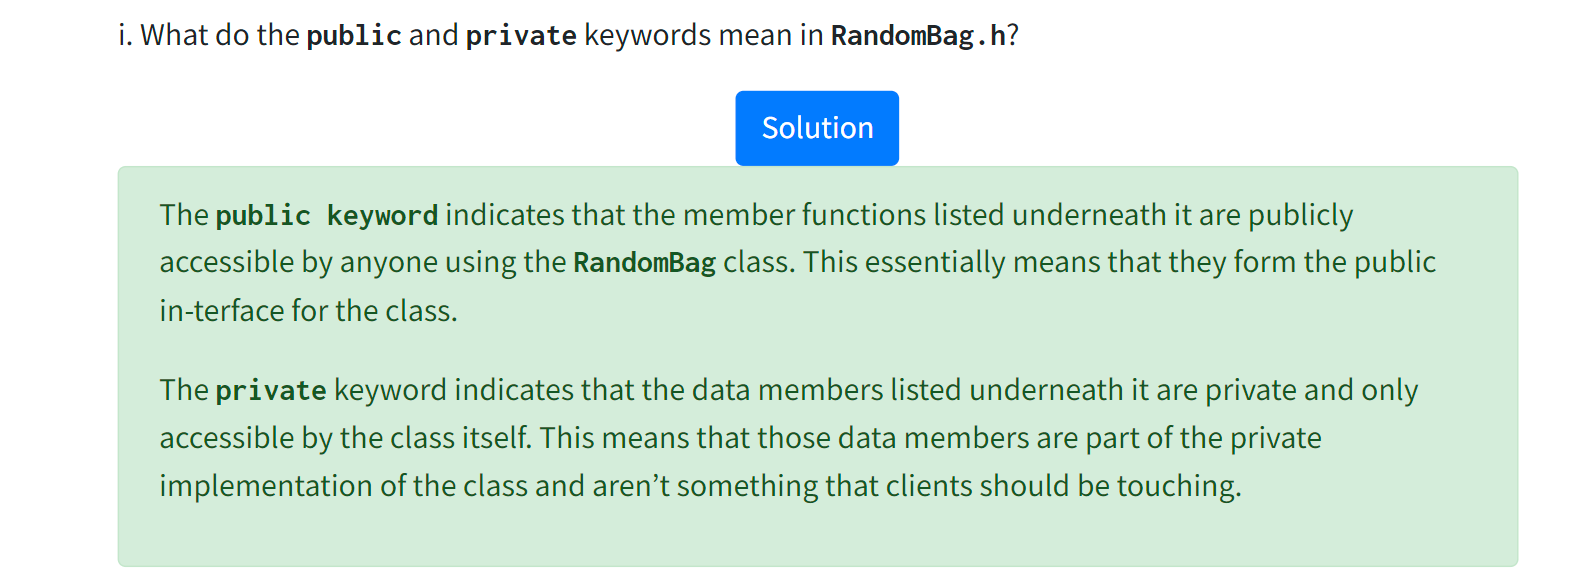 i. What do the public and private keywords mean in RandomBag.h?
Solution
The public keyword indicates that the member functions listed underneath it are publicly
accessible by anyone using the RandomBag class. This essentially means that they form the public
in-terface for the class.
The private keyword indicates that the data members listed underneath it are private and only
accessible by the class itself. This means that those data members are part of the private
implementation of the class and aren’t something that clients should be touching.